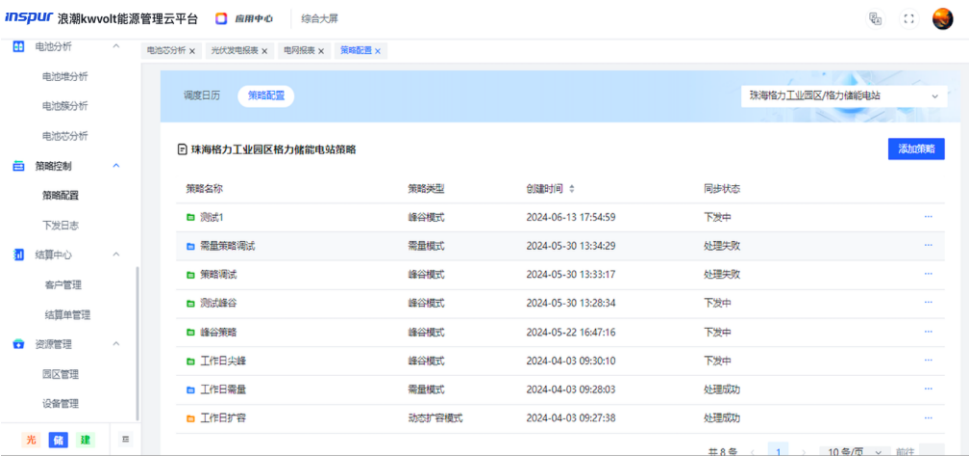 inspur 浪潮kwvolt能源管理云平台 应用中心 综合大屏
电池分析
电池堆分析
电池簇分析
电池芯分析
策略控制
策略配置
下发日志
结算中心
客户管理
结算单管理
资源管理
园区管理
设备管理
光 储 建
电池芯分析 × 光伏发电报表 × 电网报表 × 策略配置 ×
调度日历 策略配置 珠海格力工业园区/格力储能电站
珠海格力工业园区格力储能电站策略 添加策略
策略名称 策略类型 创建时间 同步状态
测试1 峰谷模式 2024-06-13 17:54:59 下发中 ...
需量策略调试 需量模式 2024-05-30 13:34:29 处理失败 ...
策略调试 峰谷模式 2024-05-30 13:33:17 处理失败 ...
测试峰谷 峰谷模式 2024-05-30 13:28:34 下发中 ...
峰谷策略 峰谷模式 2024-05-22 16:47:16 下发中 ...
工作日尖峰 峰谷模式 2024-04-03 09:30:10 下发中 ...
工作日需量 需量模式 2024-04-03 09:28:03 处理成功 ...
工作日扩容 动态扩容模式 2024-04-03 09:27:38 处理成功 ...
共 8 条 < 1 > 10 条/页 前往